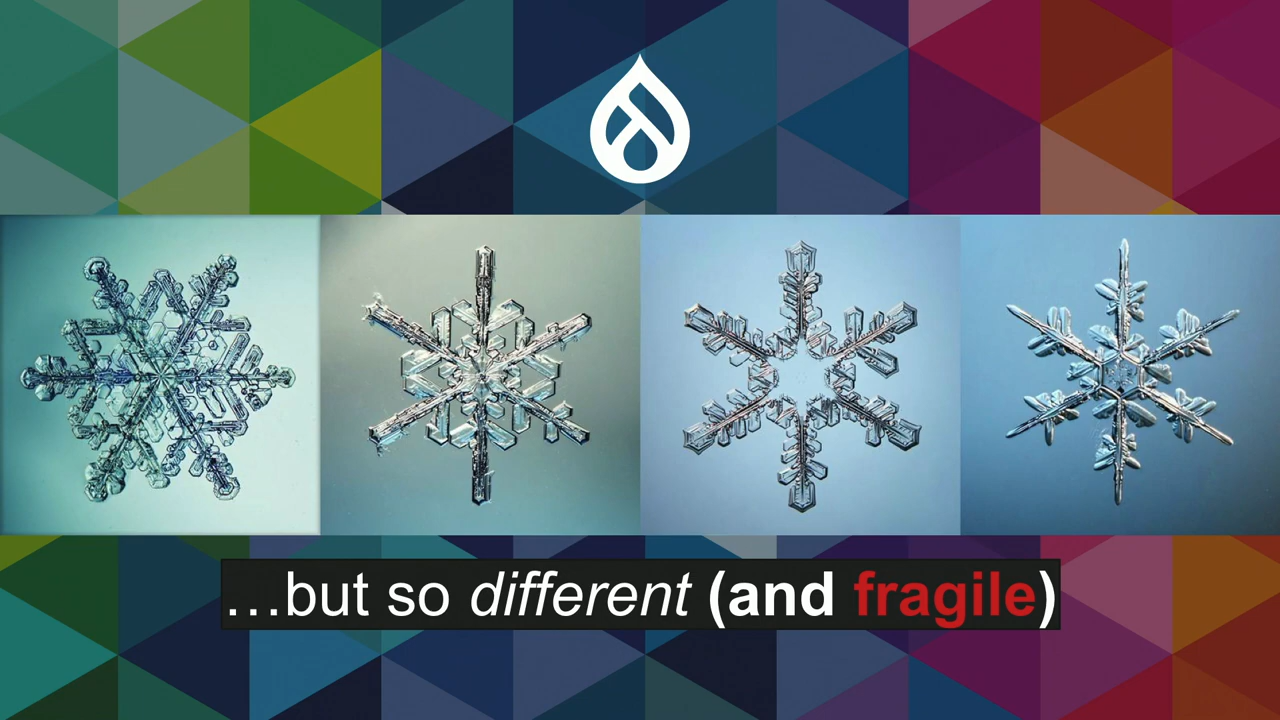 …but so different (and fragile)